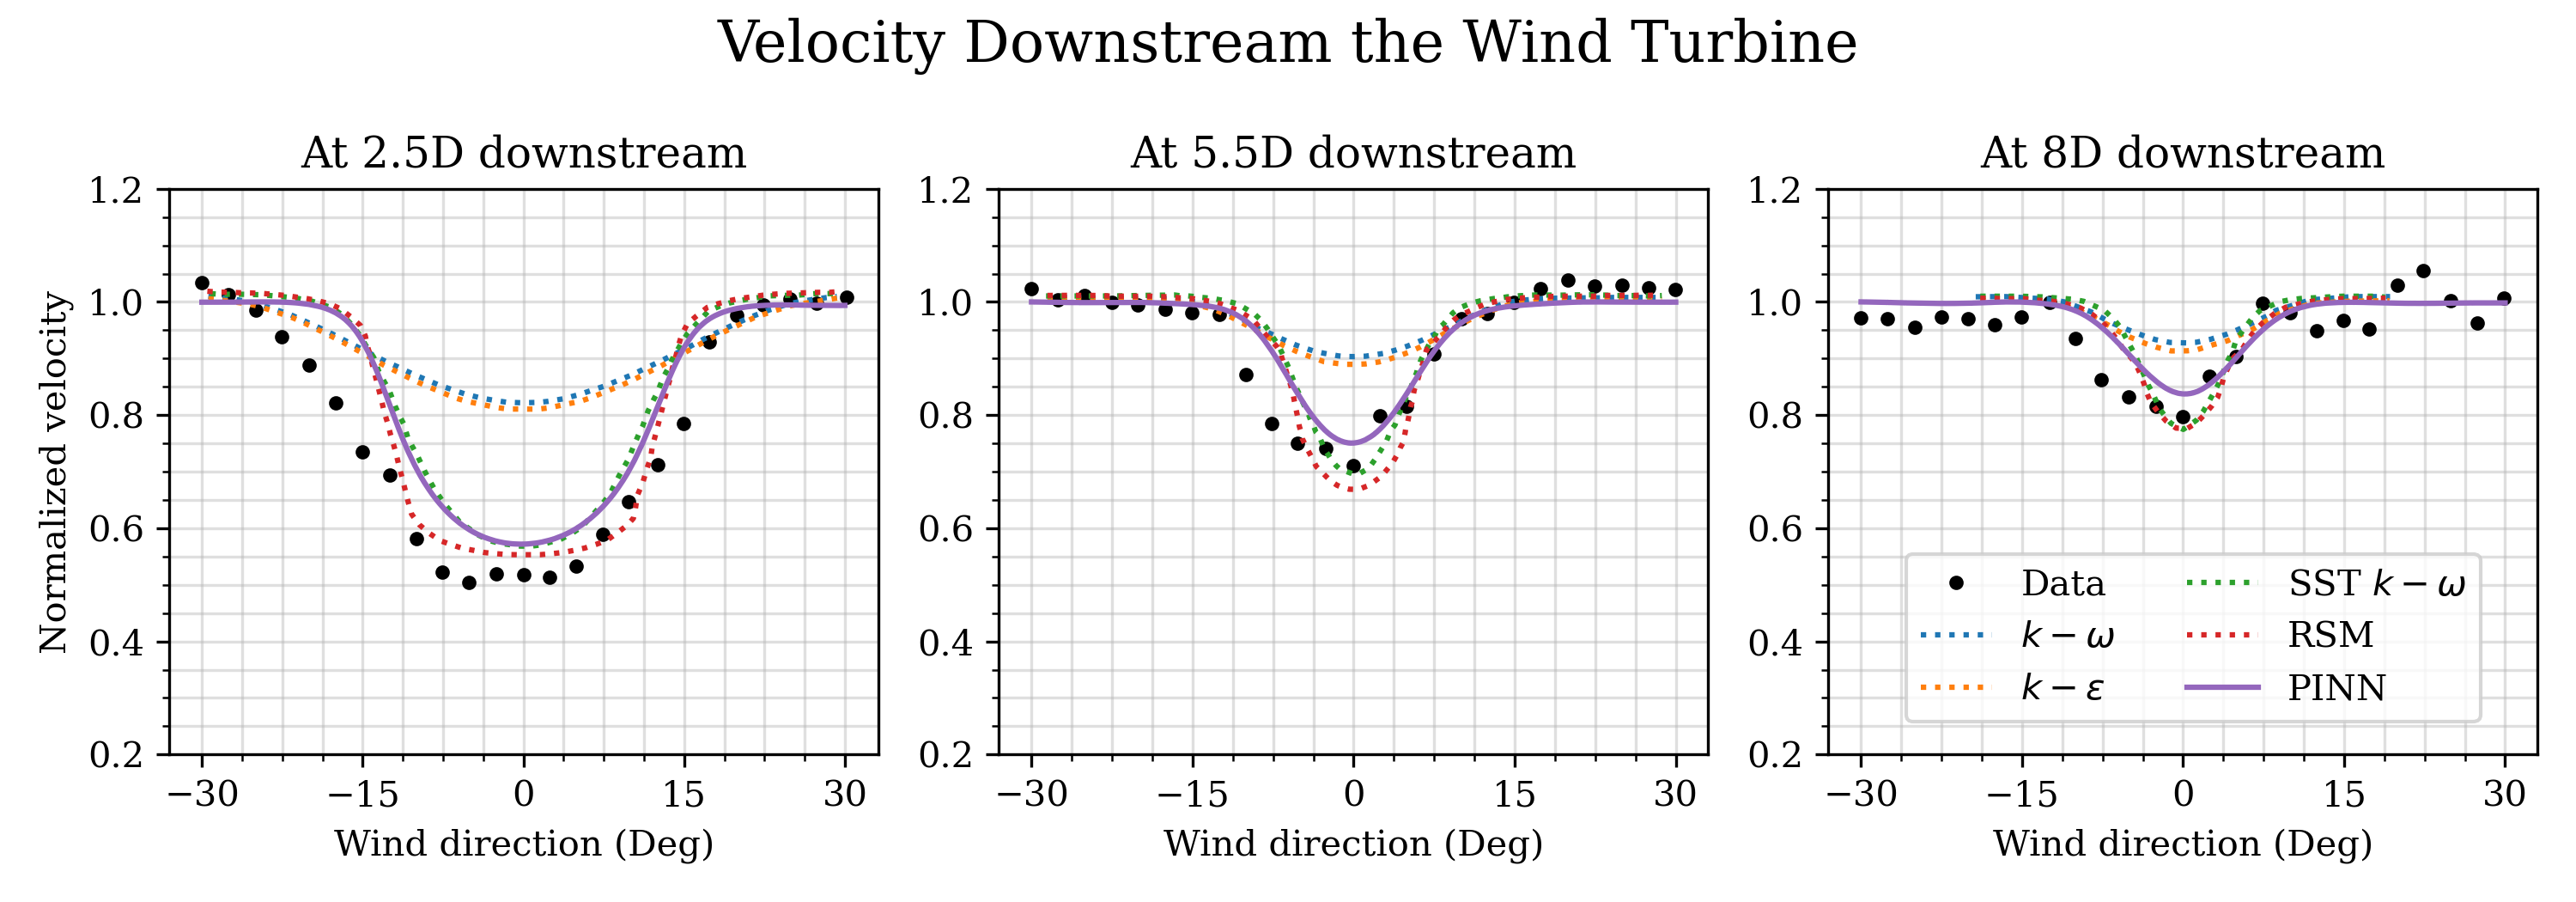 Velocity Downstream the Wind Turbine
At 2.5D downstream
At 5.5D downstream
At 8D downstream
Normalized velocity
1.2
1.0
0.8
0.6
0.4
0.2
−30 −15 0 15 30
Wind direction (Deg)
1.2
1.0
0.8
0.6
0.4
0.2
−30 −15 0 15 30
Wind direction (Deg)
1.2
1.0
0.8
0.6
0.4
0.2
−30 −15 0 15 30
Wind direction (Deg)
Data
k − ω
k − ε
SST k − ω
RSM
PINN